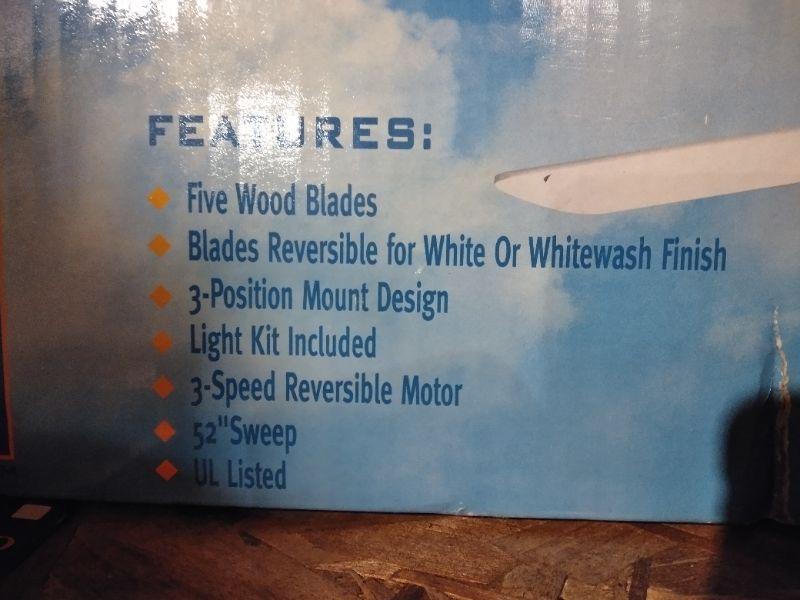 FEATURES:
Five Wood Blades
Blades Reversible for White Or Whitewash Finish
3-Position Mount Design
Light Kit Included
3-Speed Reversible Motor
52"Sweep
UL Listed